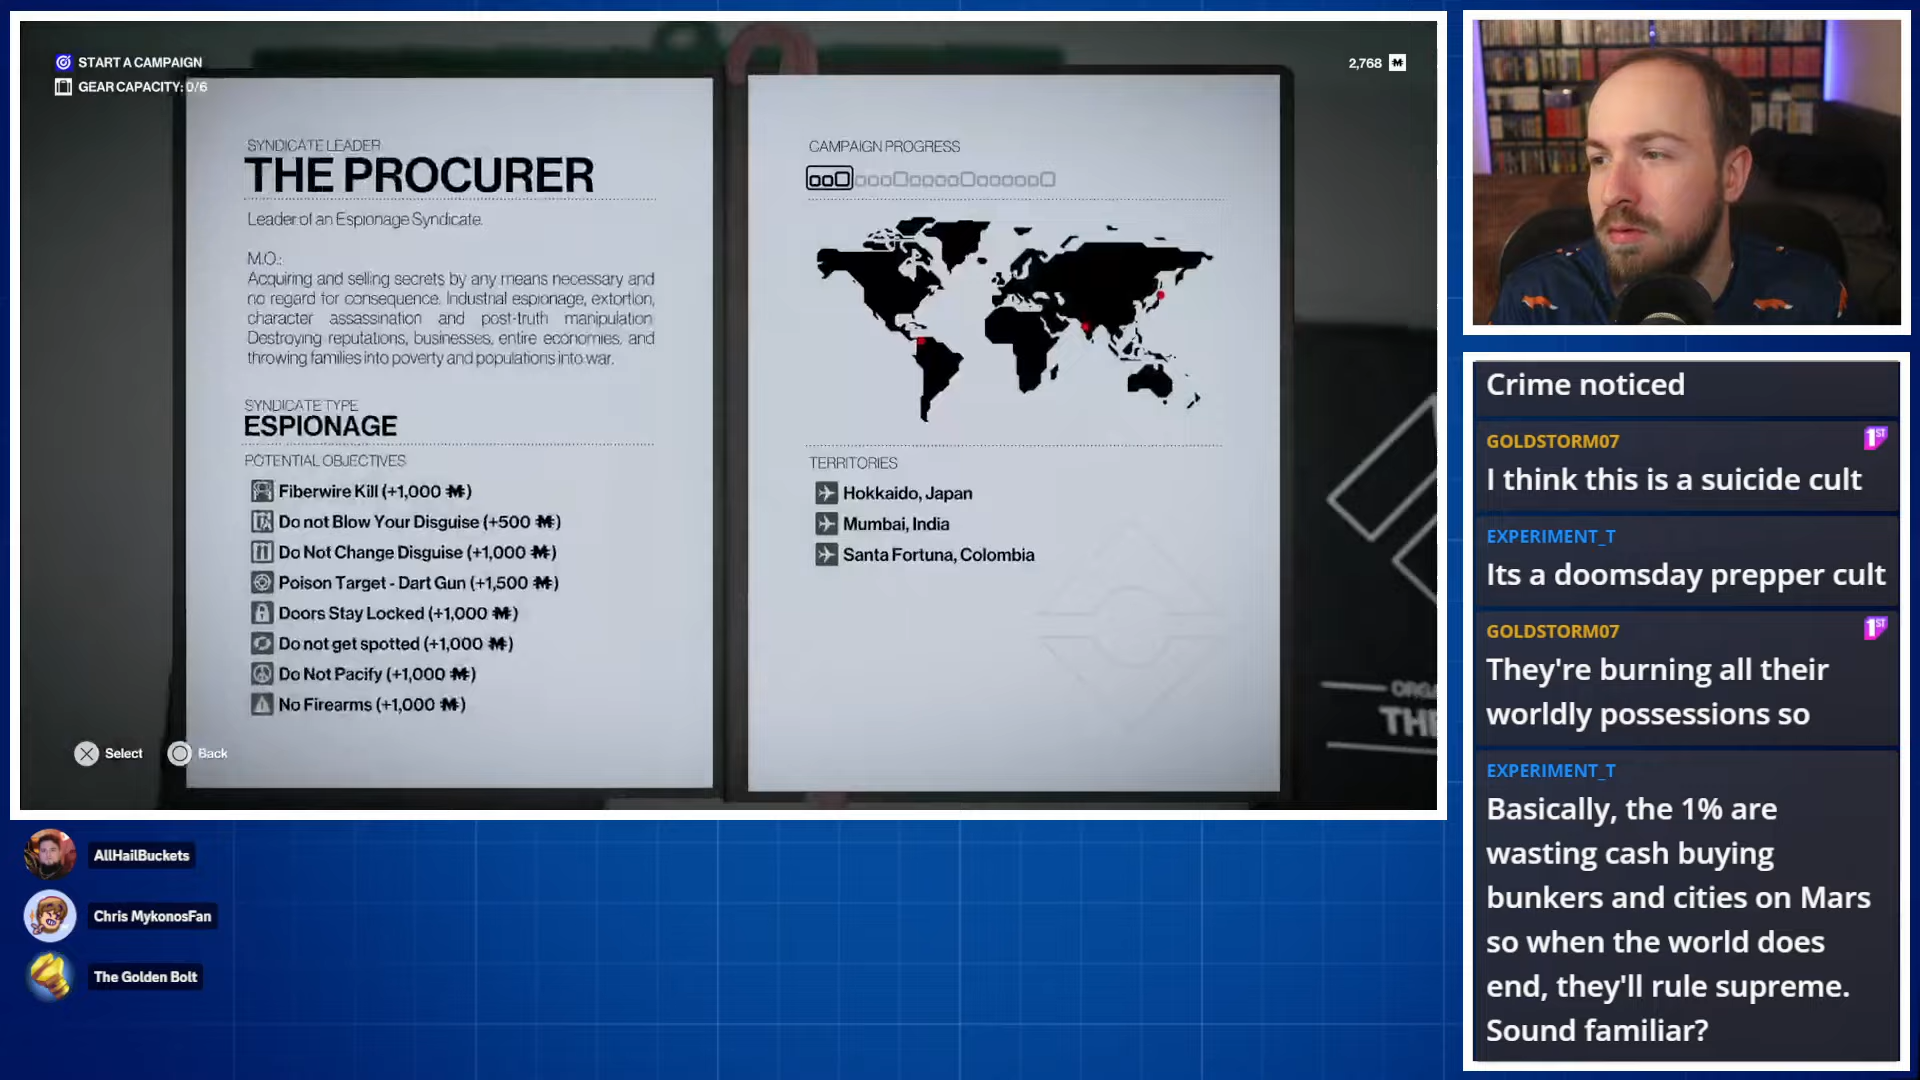 START A CAMPAIGN
GEAR CAPACITY: 0/6
2,768
SYNDICATE LEADER
THE PROCURER
Leader of an Espionage Syndicate.
M.O.:
Acquiring and selling secrets by any means necessary and
no regard for consequence. Industrial espionage, extortion,
character assassination and post-truth manipulation.
Destroying reputations, businesses, entire economies, and
throwing families into poverty and populations into war.
SYNDICATE TYPE
ESPIONAGE
POTENTIAL OBJECTIVES
Fiberwire Kill (+1,000 M)
Do not Blow Your Disguise (+500 M)
Do Not Change Disguise (+1,000 M)
Poison Target - Dart Gun (+1,500 M)
Doors Stay Locked (+1,000 M)
Do not get spotted (+1,000 M)
Do Not Pacify (+1,000 M)
No Firearms (+1,000 M)
Select
Back
CAMPAIGN PROGRESS
TERRITORIES
Hokkaido, Japan
Mumbai, India
Santa Fortuna, Colombia
AllHailBuckets
Chris MykonosFan
The Golden Bolt
Crime noticed
GOLDSTORM07
1ST
I think this is a suicide cult
EXPERIMENT_T
Its a doomsday prepper cult
GOLDSTORM07
1ST
They're burning all their
worldly possessions so
EXPERIMENT_T
Basically, the 1% are
wasting cash buying
bunkers and cities on Mars
so when the world does
end, they'll rule supreme.
Sound familiar?